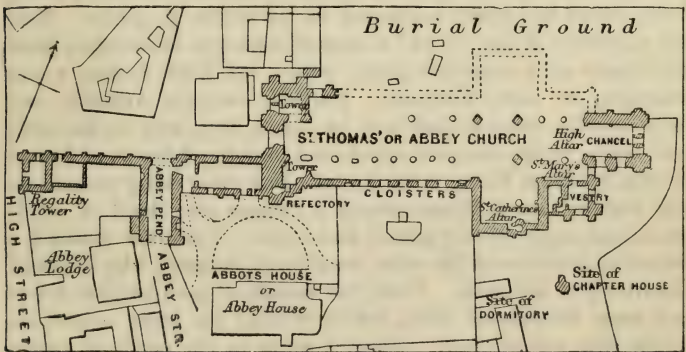 Burial Ground
Tower
ST. THOMAS' OR ABBEY CHURCH
High
Altar
CHANCEL
St. Mary's
Altar
Tower
ABBEY PEND
Regality
Tower
REFECTORY
CLOISTERS
St. Catherines
Altar
VESTRY
HIGH STREET
Abbey
Lodge
ABBEY STR.
ABBOTS HOUSE
or
Abbey House
Site of
CHAPTER HOUSE
Site of
DORMITORY